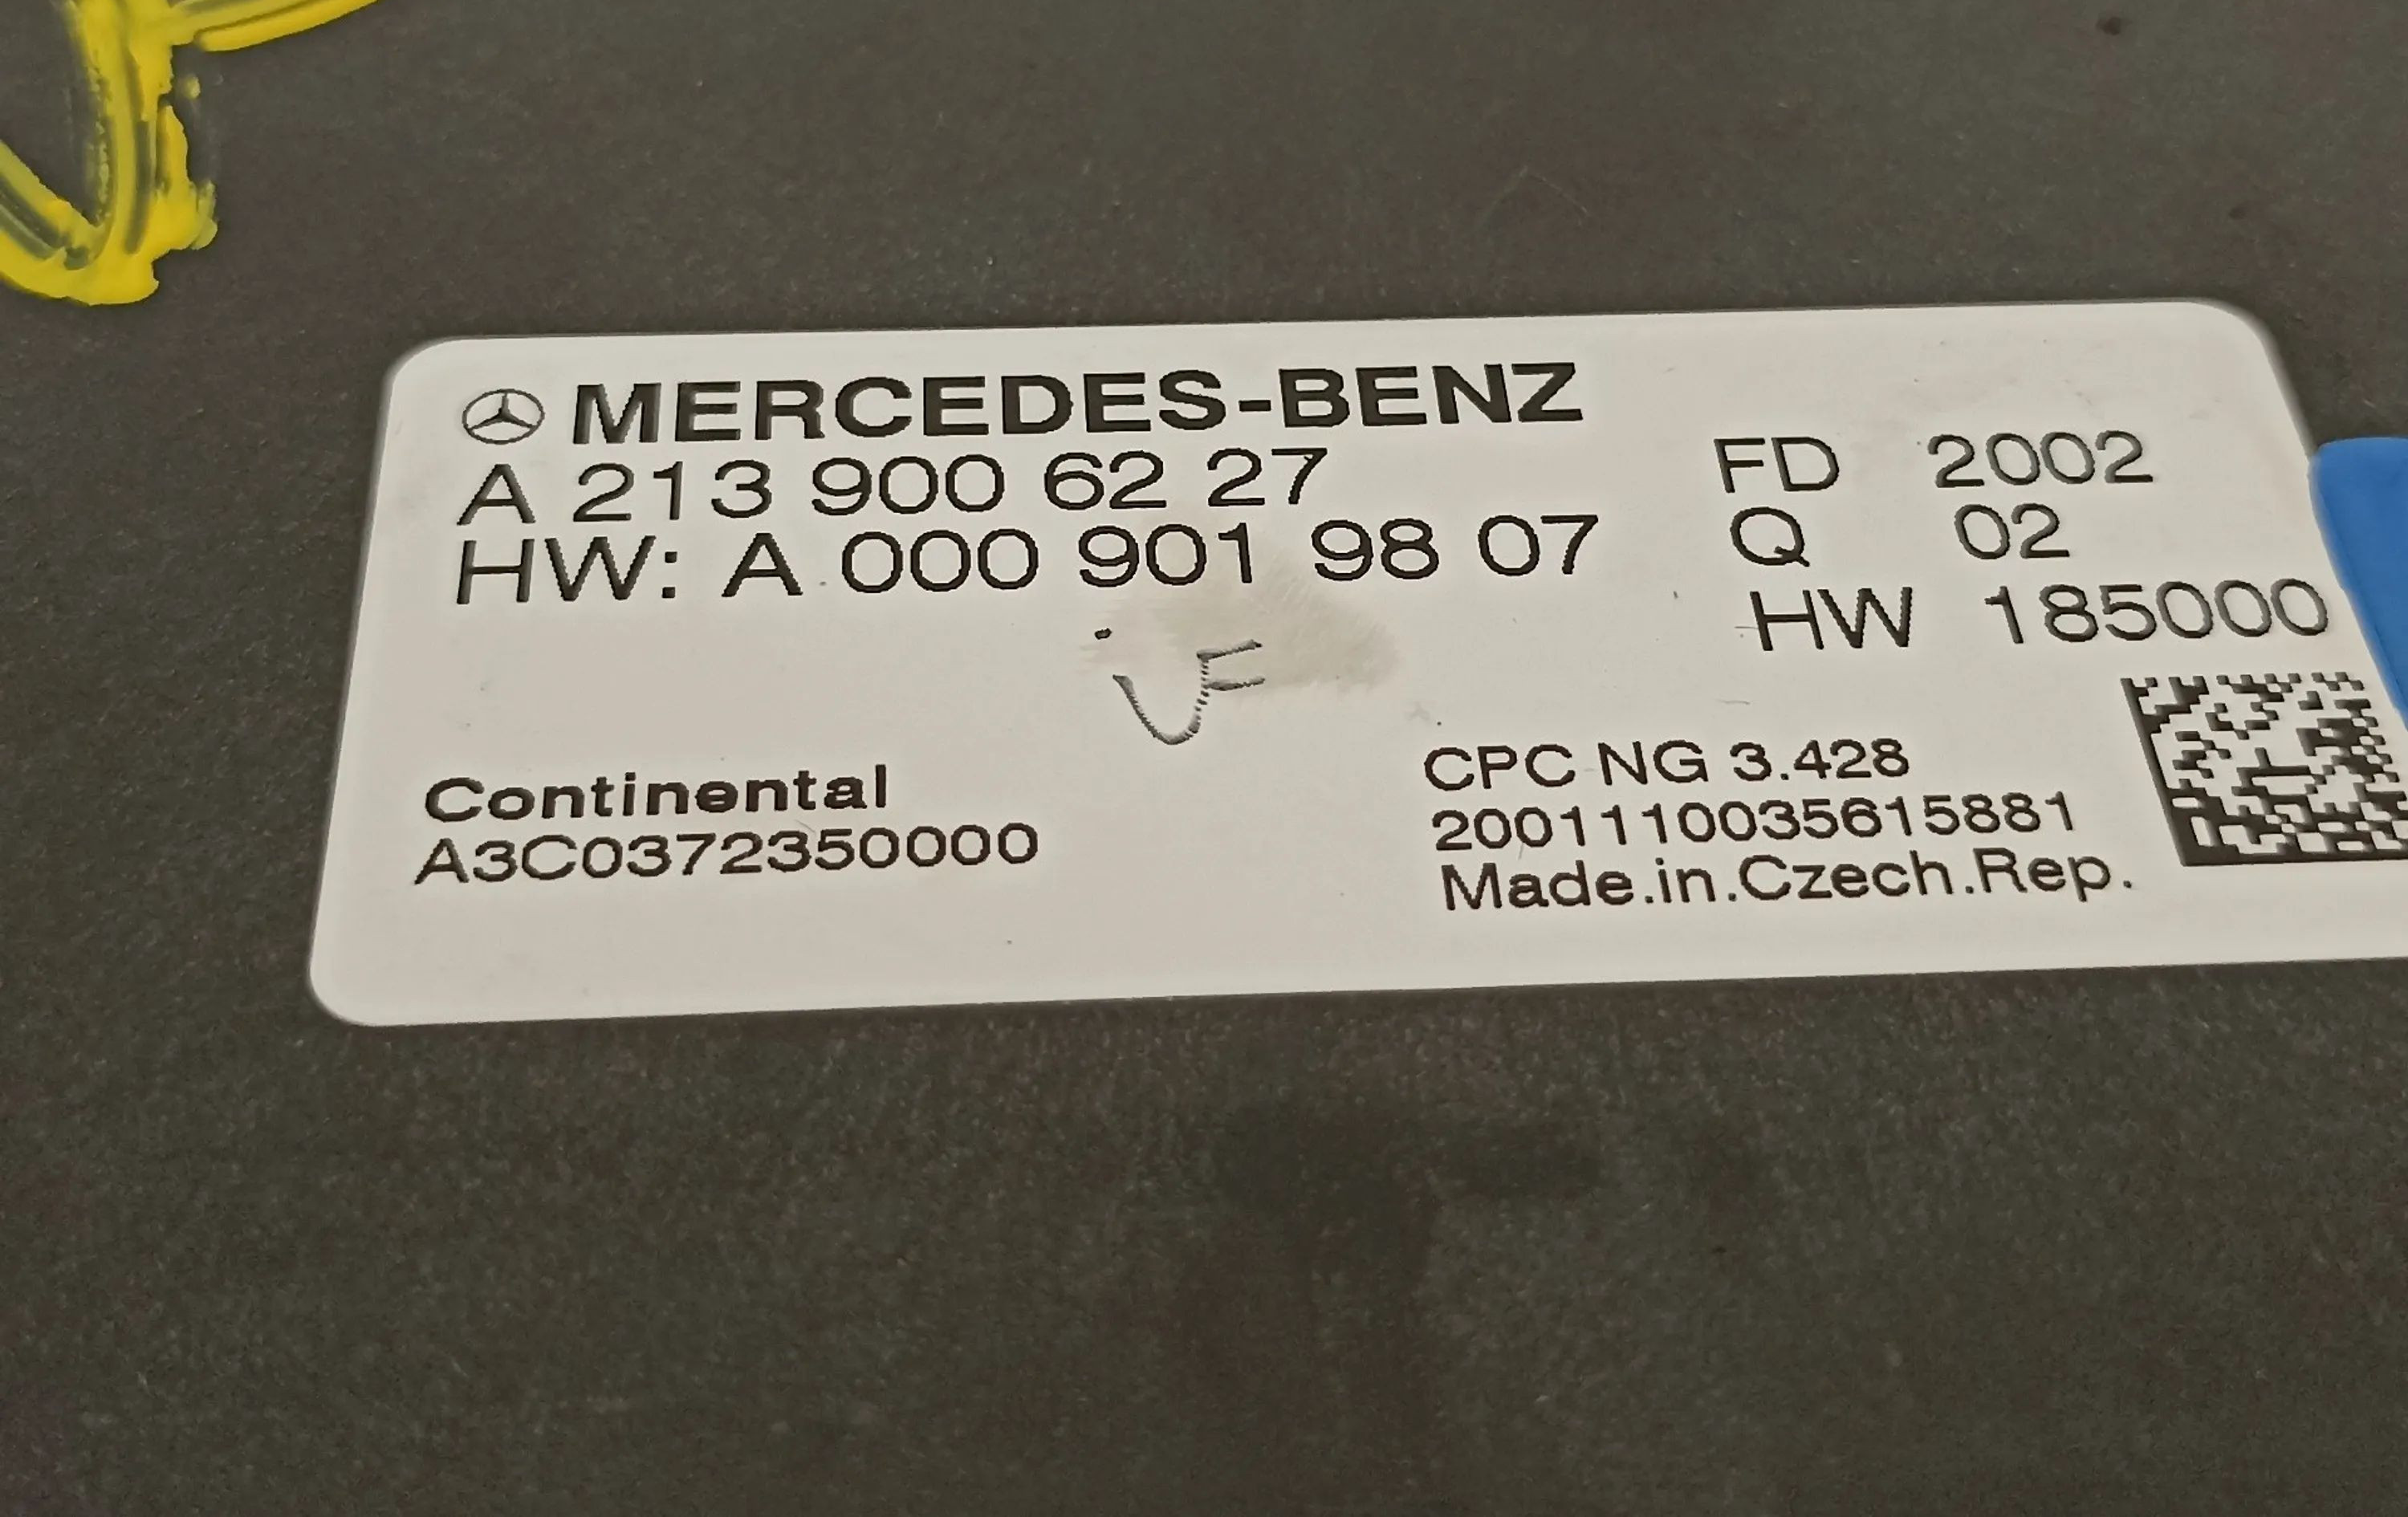 MERCEDES-BENZ
A 213 900 62 27
HW: A 000 901 98 07
FD 2002
Q 02
HW 185000
Continental
A3C0372350000
CPC NG 3.428
2001110035615881
Made.in.Czech.Rep.